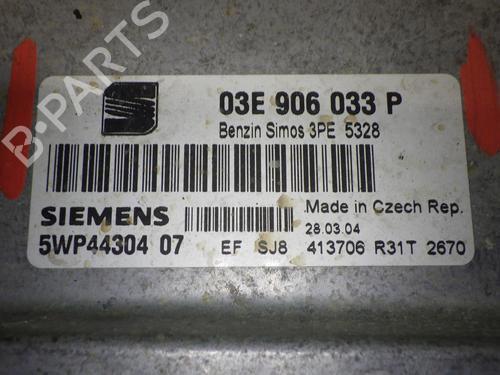 B-PARTS
03E 906 033 P
Benzin Simos 3PE 5328
SIEMENS
Made in Czech Rep.
28.03.04
5WP44304 07
EF SJ8 413706 R31T 2670